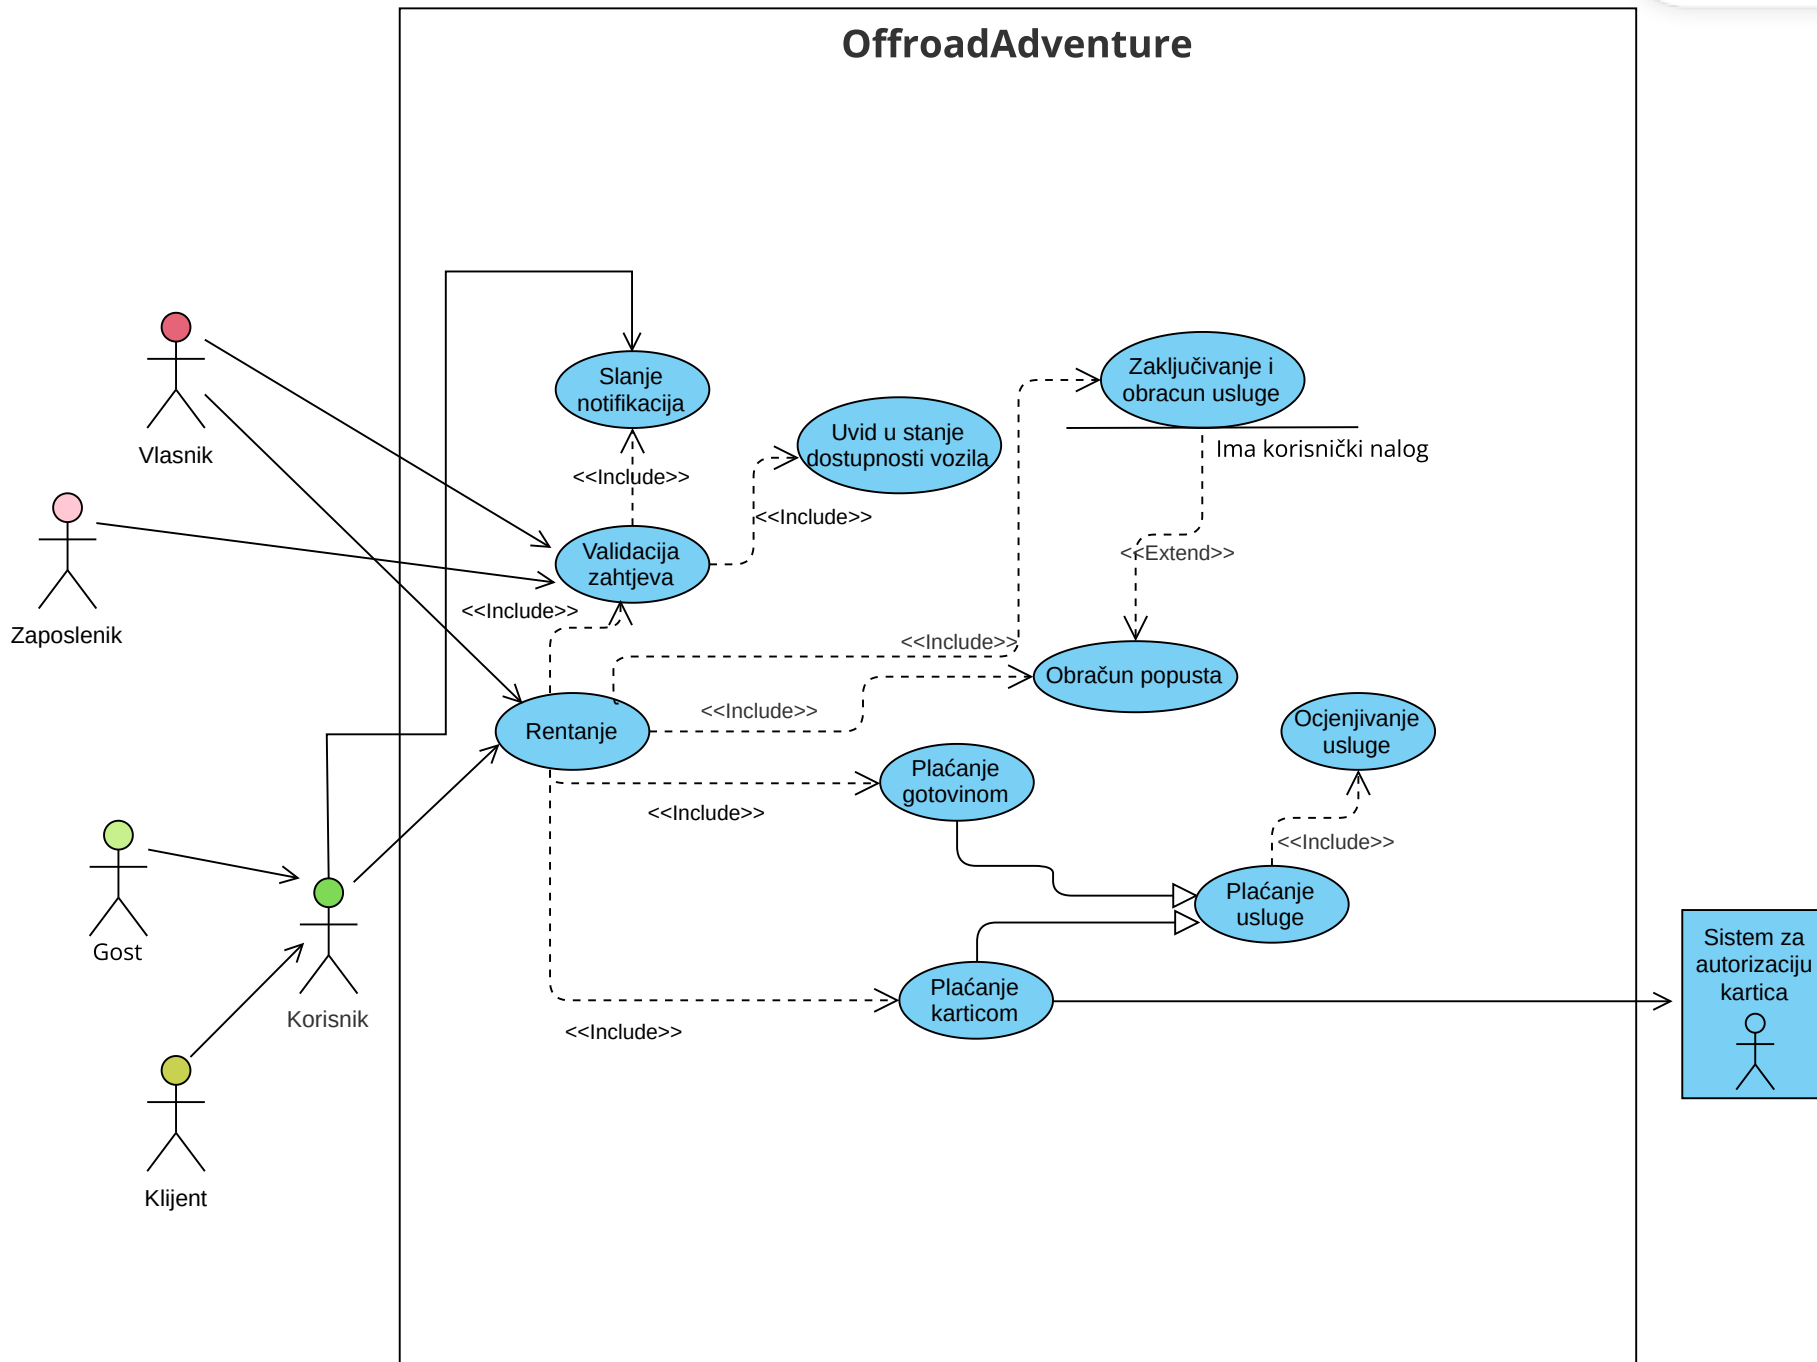 OffroadAdventure
Vlasnik
Zaposlenik
Gost
Korisnik
Klijent
Slanje
notifikacija
<<Include>>
Uvid u stanje
dostupnosti vozila
<<Include>>
Validacija
zahtjeva
<<Include>>
Zaključivanje i
obracun usluge
Ima korisnički nalog
<<Extend>>
<<Include>>
Obračun popusta
<<Include>>
Rentanje
Ocjenjivanje
usluge
Plaćanje
gotovinom
<<Include>>
<<Include>>
Plaćanje
usluge
Plaćanje
karticom
<<Include>>
Sistem za
autorizaciju
kartica